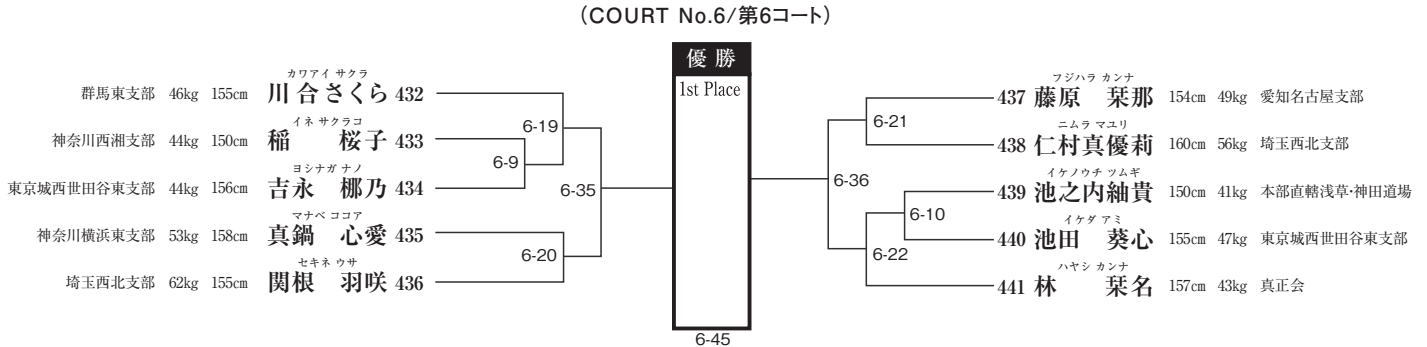 (COURT No.6/第6コート)
優勝
1st Place
カワアイ サクラ
群馬東支部 46kg 155cm 川合さくら 432
イネ サクラコ
神奈川西湘支部 44kg 150cm 稲 桜子 433
ヨシナガ ナノ
東京城西世田谷東支部 44kg 156cm 吉永 梛乃 434
マナベ ココア
神奈川横浜東支部 53kg 158cm 真鍋 心愛 435
セキネ ウサ
埼玉西北支部 62kg 155cm 関根 羽咲 436
6-19
6-9
6-35
6-20
フジハラ カンナ
437 藤原 栞那 154cm 49kg 愛知名古屋支部
ニムラ マユリ
438 仁村真優莉 160cm 56kg 埼玉西北支部
イケノウチ ツムギ
439 池之内紬貴 150cm 41kg 本部直轄浅草・神田道場
イケダ アミ
440 池田 葵心 155cm 47kg 東京城西世田谷東支部
ハヤシ カンナ
441 林 栞名 157cm 43kg 真正会
6-21
6-36
6-10
6-22
6-45